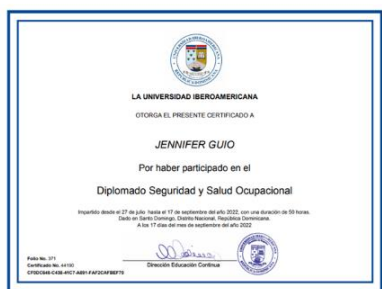 LA UNIVERSIDAD IBEROAMERICANA
OTORGA EL PRESENTE CERTIFICADO A
JENNIFER GUIO
Por haber participado en el
Diplomado Seguridad y Salud Ocupacional
Impartido desde el 27 de julio hasta el 17 de septiembre del año 2022, con una duración de 59 horas.
Dado en Santo Domingo, Distrito Nacional, República Dominicana.
A los 17 días del mes de septiembre del año 2022
Dirección Educación Continua
Folio No. 371
Certificado No. 44190